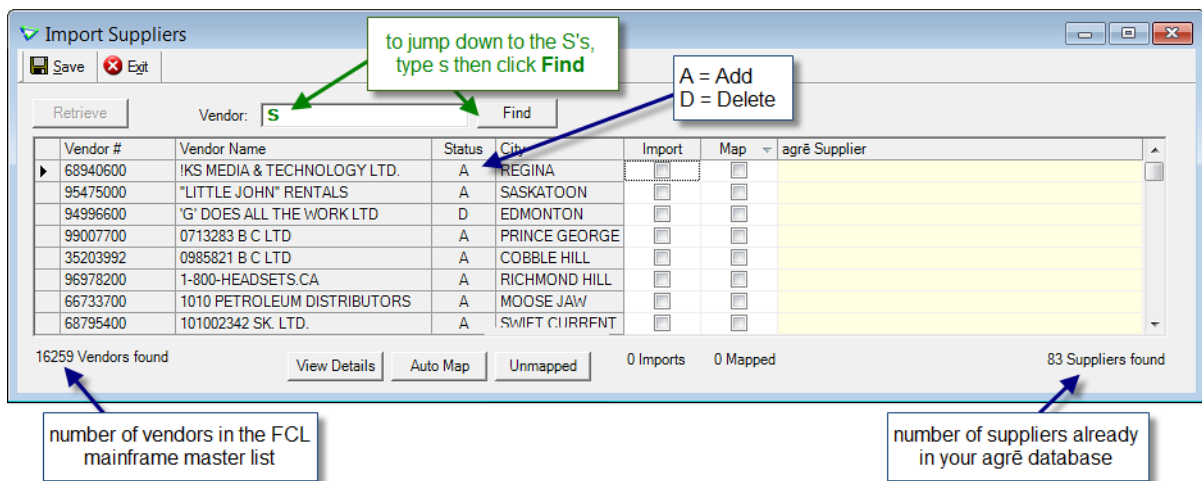 Import Suppliers
Save Exit
to jump down to the S's,
type s then click Find
A = Add
D = Delete
Retrieve Vendor: S Find
Vendor # Vendor Name Status City Import Map agrē Supplier
68940600 !KS MEDIA & TECHNOLOGY LTD. A REGINA
95475000 "LITTLE JOHN" RENTALS A SASKATOON
94996600 'G' DOES ALL THE WORK LTD D EDMONTON
99007700 0713283 B C LTD A PRINCE GEORGE
35203992 0985821 B C LTD A COBBLE HILL
96978200 1-800-HEADSETS.CA A RICHMOND HILL
66733700 1010 PETROLEUM DISTRIBUTORS A MOOSE JAW
68795400 101002342 SK. LTD. A SWIFT CURRENT
16259 Vendors found View Details Auto Map Unmapped 0 Imports 0 Mapped 83 Suppliers found
number of vendors in the FCL
mainframe master list
number of suppliers already
in your agrē database